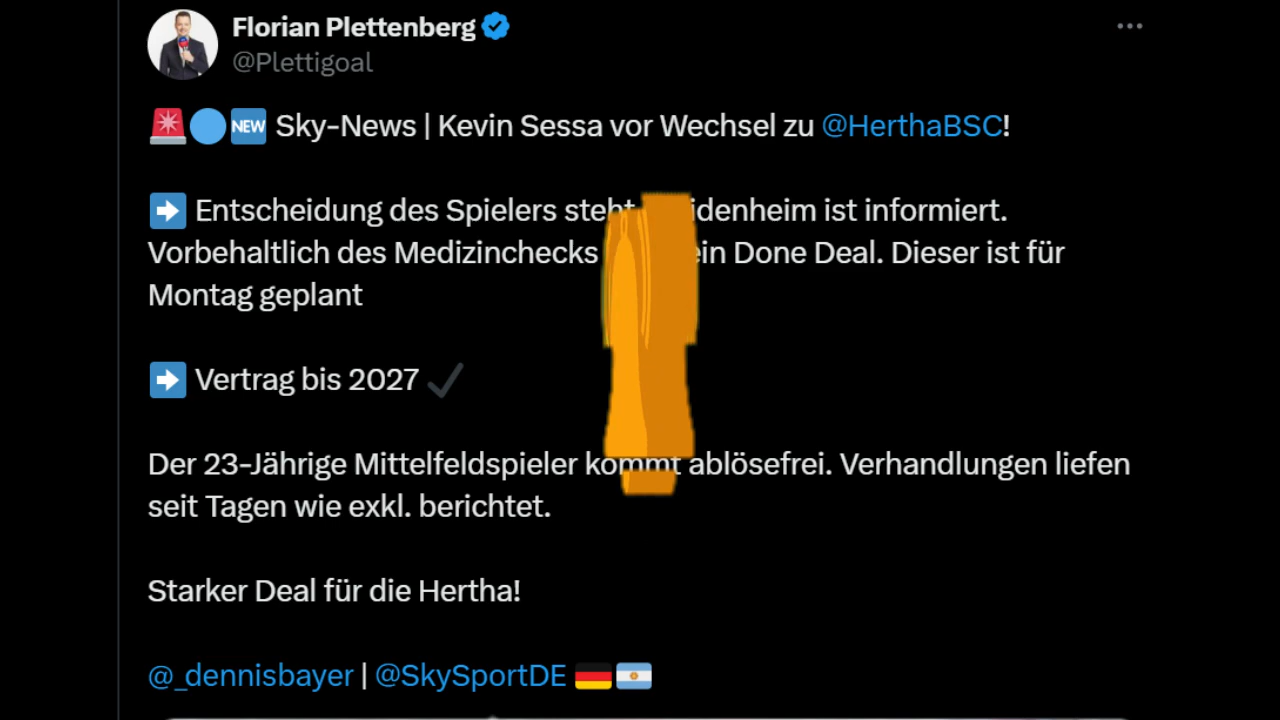 Florian Plettenberg
@Plettigoal
NEW Sky-News | Kevin Sessa vor Wechsel zu @HerthaBSC!
Entscheidung des Spielers steht idenheim ist informiert.
Vorbehaltlich des Medizinchecks ein Done Deal. Dieser ist für
Montag geplant
Vertrag bis 2027
Der 23-Jährige Mittelfeldspieler kommt ablösefrei. Verhandlungen liefen
seit Tagen wie exkl. berichtet.
Starker Deal für die Hertha!
@_dennisbayer | @SkySportDE